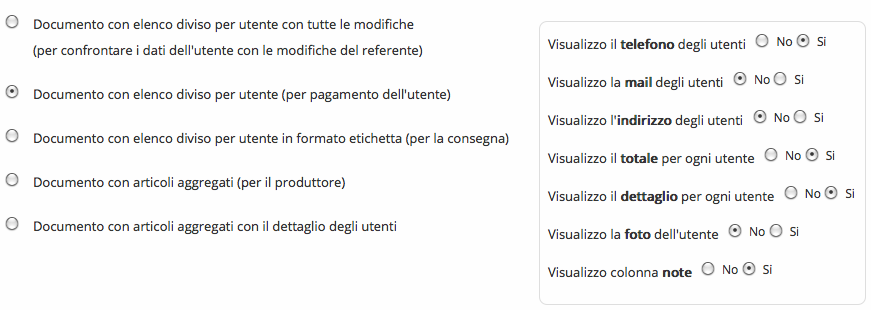 Documento con elenco diviso per utente con tutte le modifiche
(per confrontare i dati dell'utente con le modifiche del referente)
Documento con elenco diviso per utente (per pagamento dell'utente)
Documento con elenco diviso per utente in formato etichetta (per la consegna)
Documento con articoli aggregati (per il produttore)
Documento con articoli aggregati con il dettaglio degli utenti
Visualizzo il telefono degli utenti No Si
Visualizzo la mail degli utenti No Si
Visualizzo l'indirizzo degli utenti No Si
Visualizzo il totale per ogni utente No Si
Visualizzo il dettaglio per ogni utente No Si
Visualizzo la foto dell'utente No Si
Visualizzo colonna note No Si